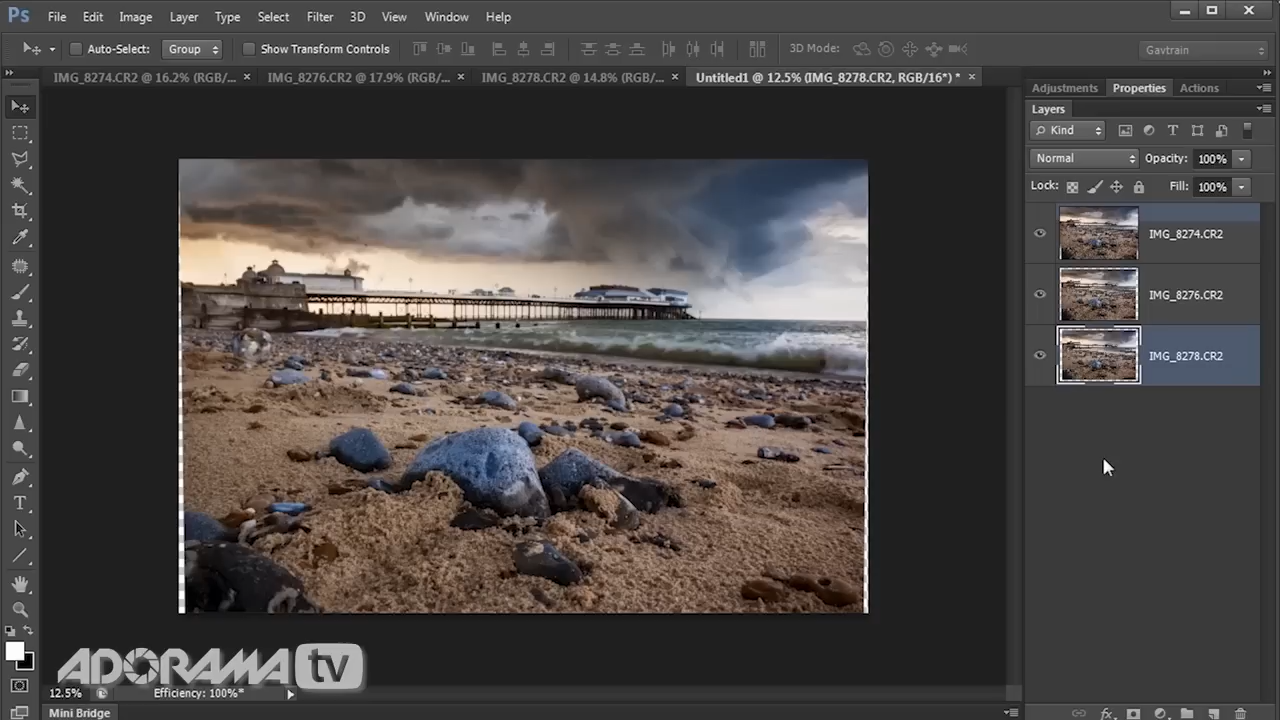 Ps File Edit Image Layer Type Select Filter 3D View Window Help
Auto-Select: Group Show Transform Controls 3D Mode: Gavtrain
IMG_8274.CR2 @ 16.2% (RGB/... × IMG_8276.CR2 @ 17.9% (RGB/... × IMG_8278.CR2 @ 14.8% (RGB/... × Untitled1 @ 12.5% (IMG_8278.CR2, RGB/16*) * ×
Adjustments Properties Actions
Layers
Kind
Normal Opacity: 100%
Lock: Fill: 100%
IMG_8274.CR2
IMG_8276.CR2
IMG_8278.CR2
ADORAMA tv
12.5% Efficiency: 100%*
Mini Bridge